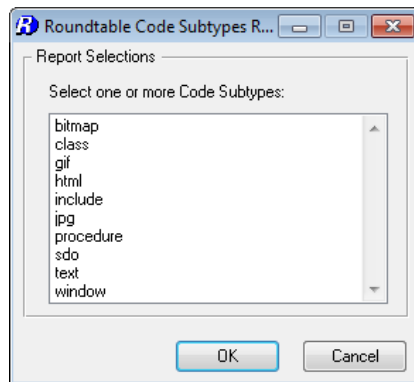 Roundtable Code Subtypes R...
Report Selections
Select one or more Code Subtypes:
bitmap
class
gif
html
include
jpg
procedure
sdo
text
window
OK Cancel